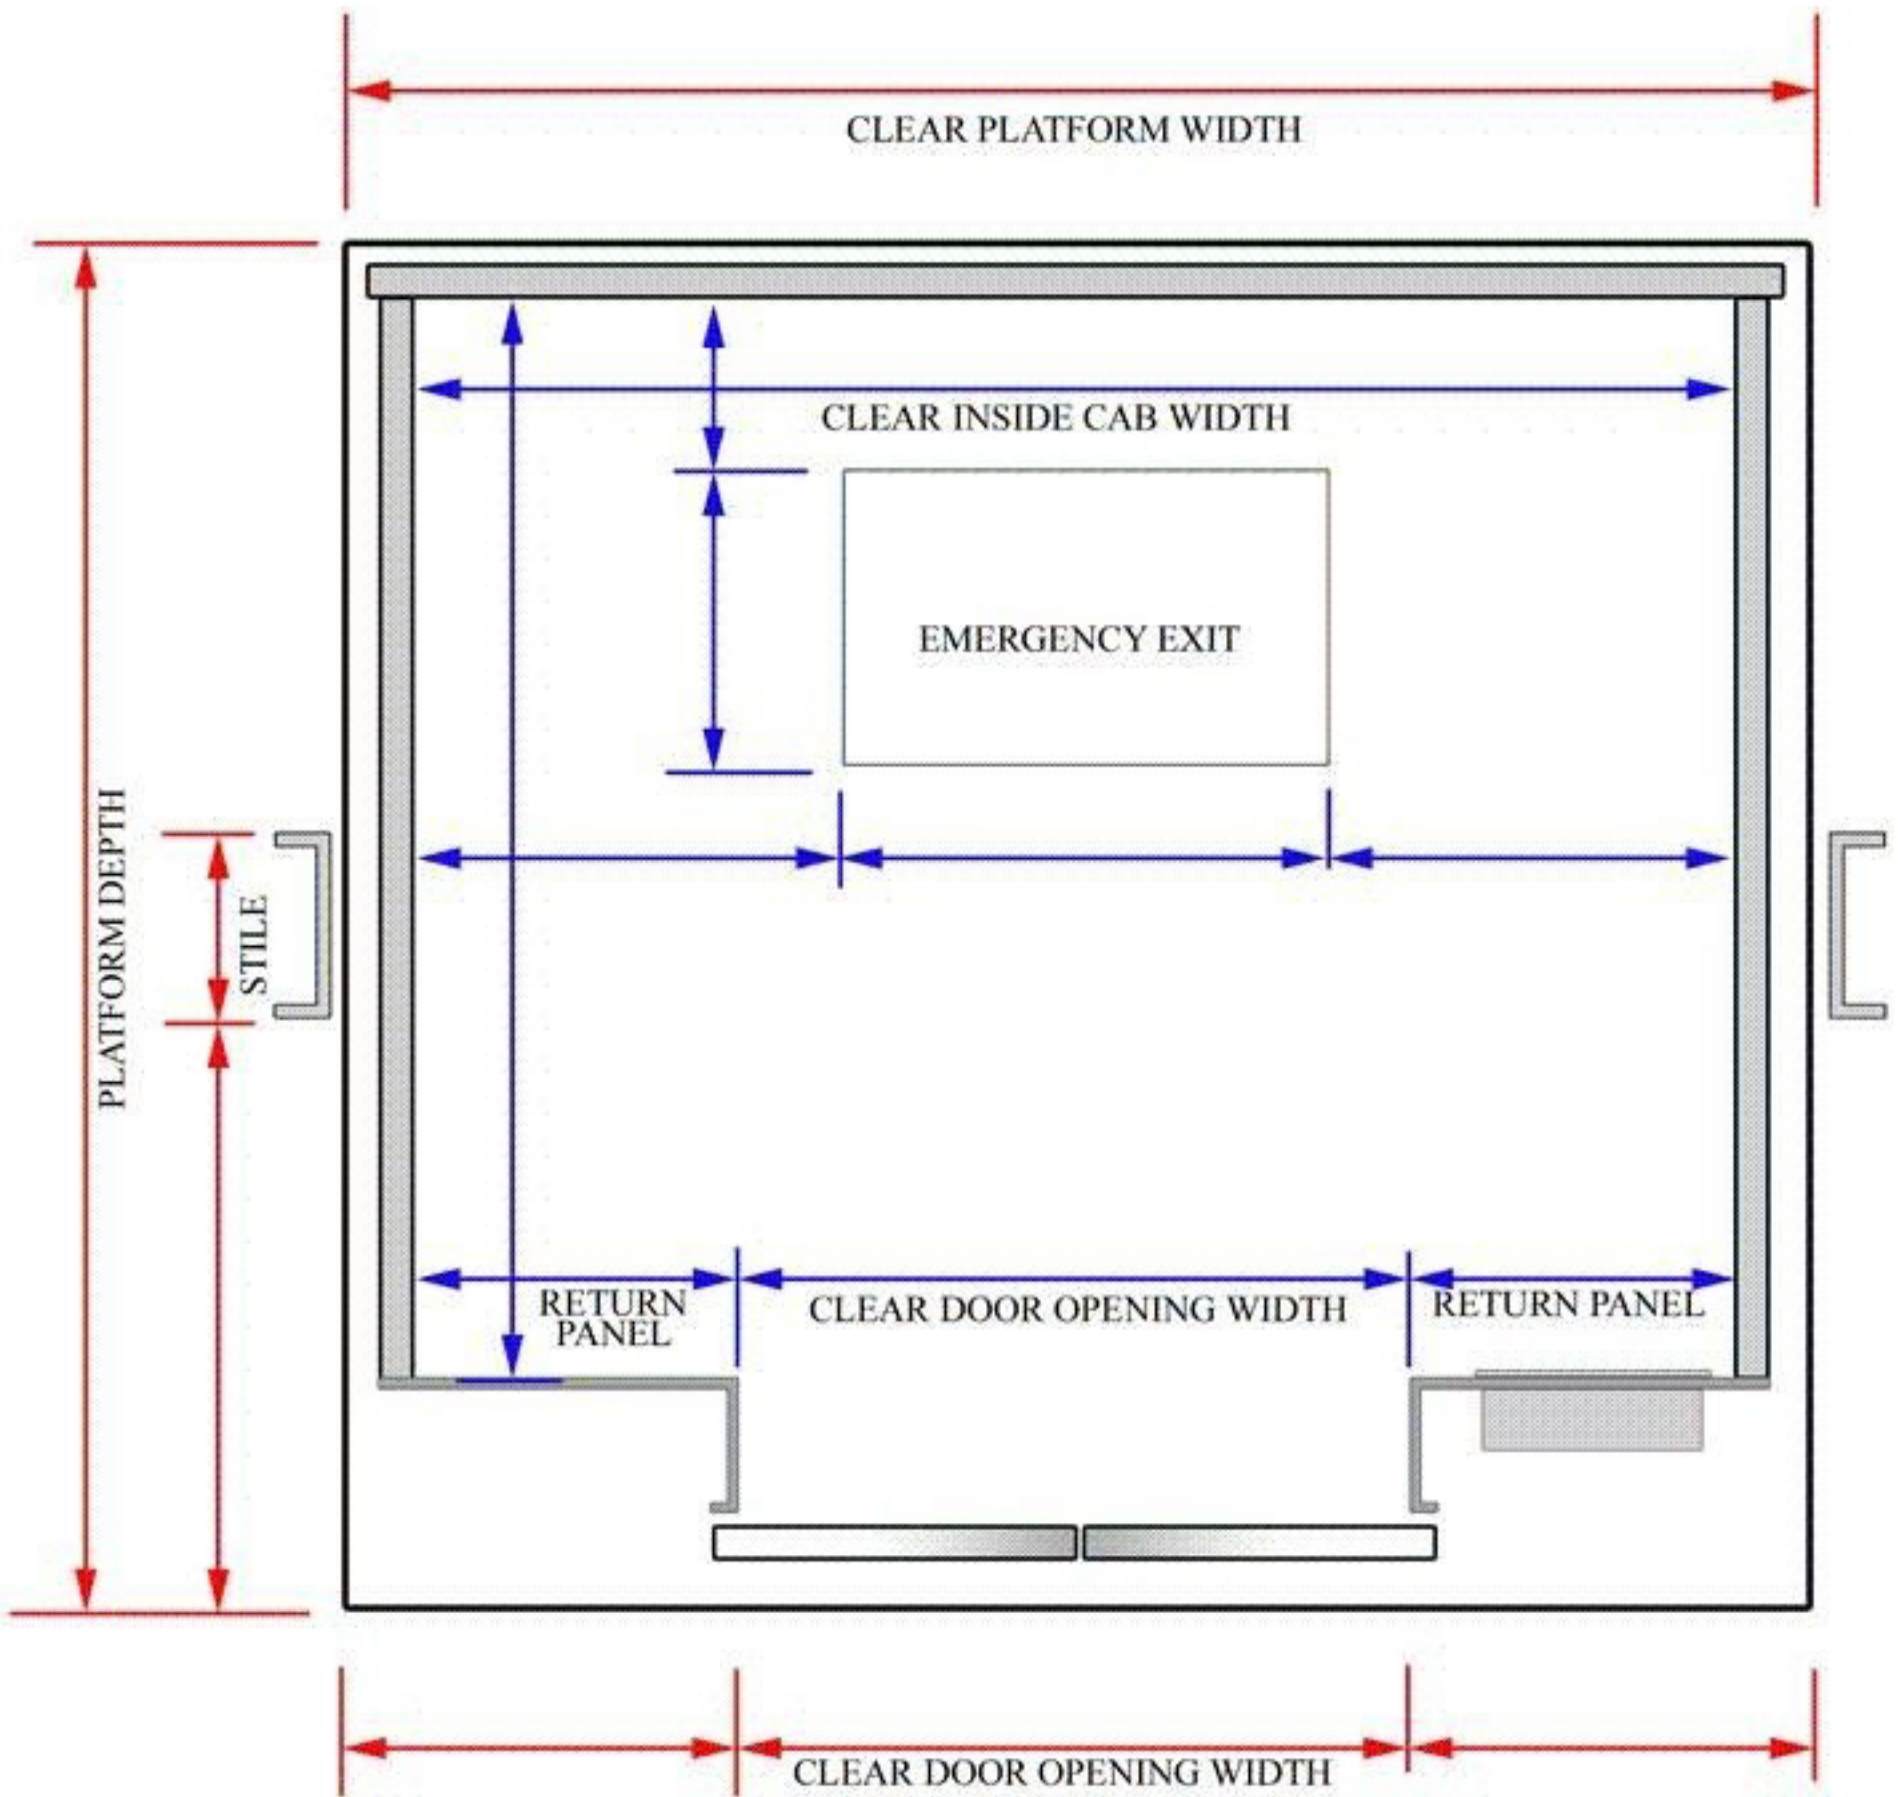 CLEAR PLATFORM WIDTH
CLEAR INSIDE CAB WIDTH
EMERGENCY EXIT
PLATFORM DEPTH
STILE
RETURN
PANEL
CLEAR DOOR OPENING WIDTH
RETURN PANEL
CLEAR DOOR OPENING WIDTH